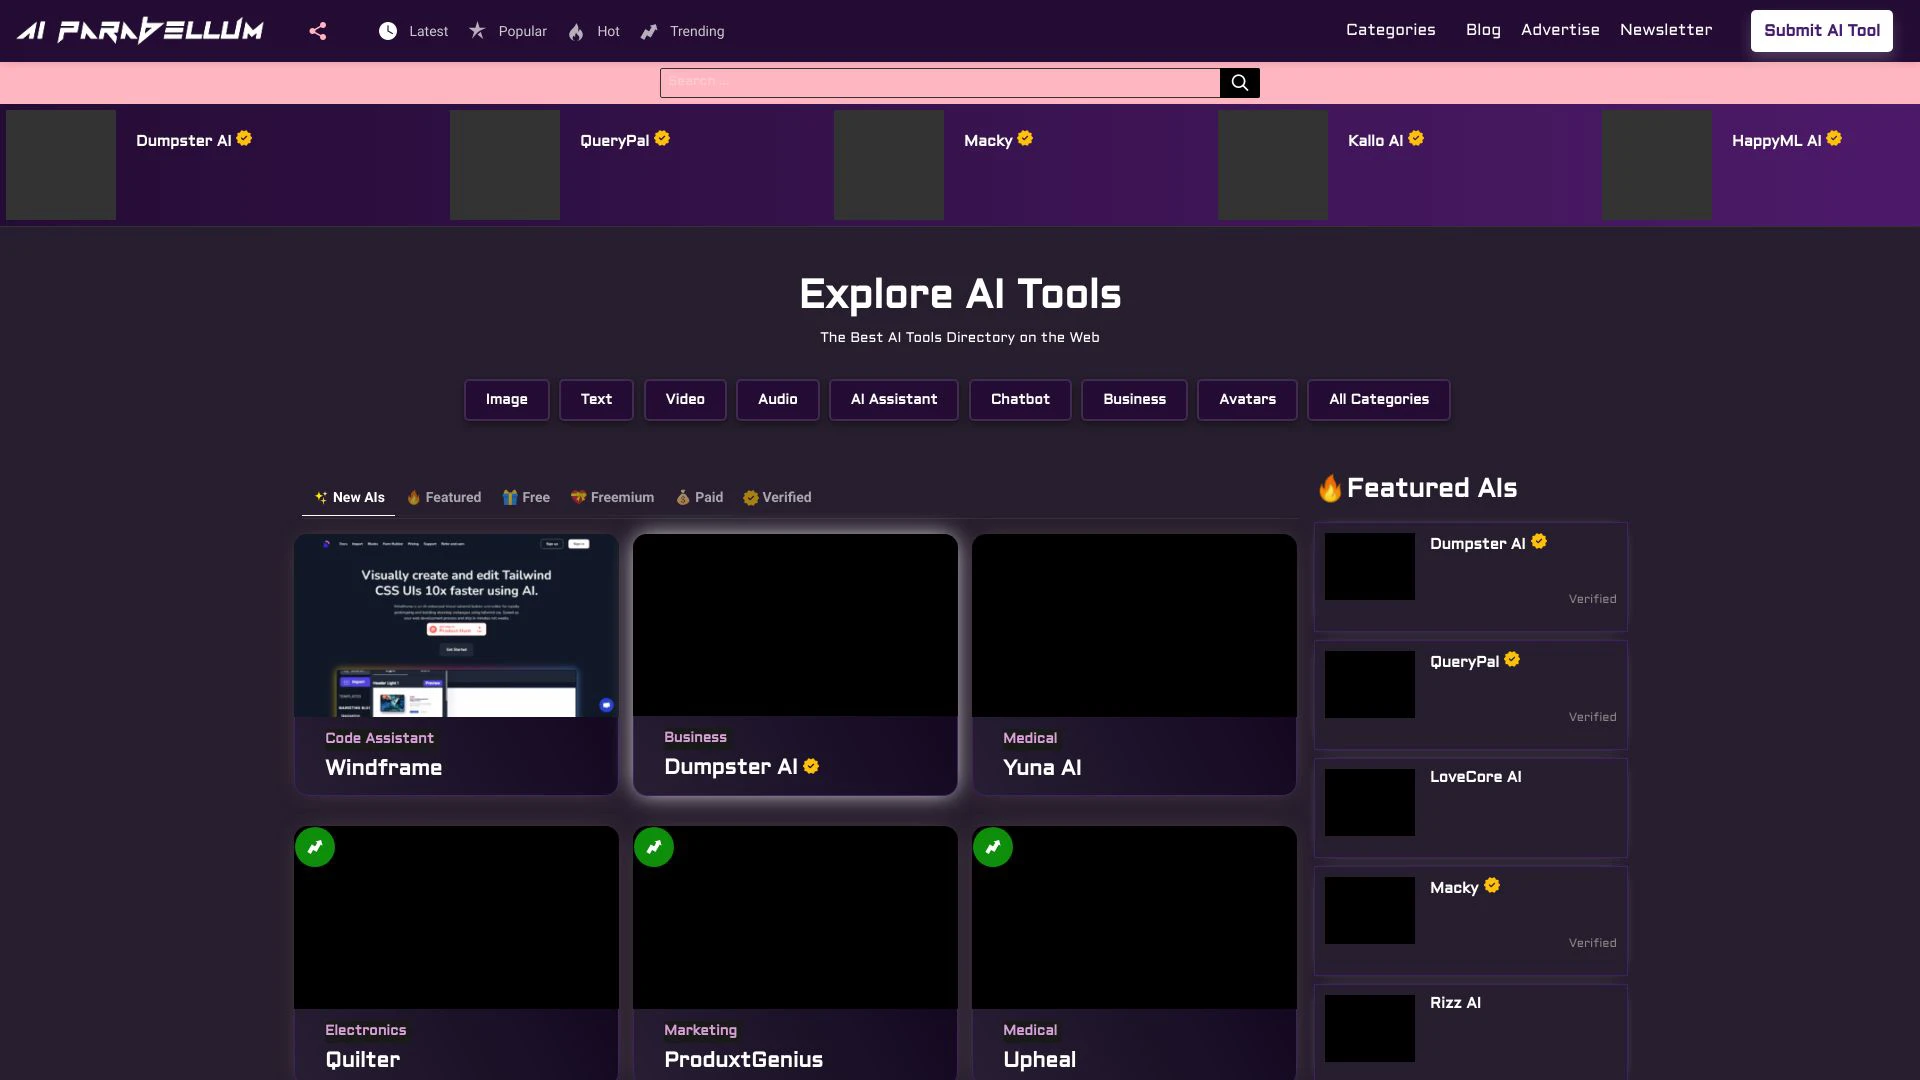 AI PARABELLUM
Latest
Popular
Hot
Trending
Categories
Blog
Advertise
Newsletter
Submit AI Tool
Search ...
Dumpster AI
QueryPal
Macky
Kallo AI
HappyML AI
Explore AI Tools
The Best AI Tools Directory on the Web
Image
Text
Video
Audio
AI Assistant
Chatbot
Business
Avatars
All Categories
New AIs
Featured
Free
Freemium
Paid
Verified
Visually create and edit Tailwind
CSS UIs 10x faster using AI.
Get Started
Code Assistant
Windframe
Business
Dumpster AI
Medical
Yuna AI
Electronics
Quilter
Marketing
ProduxtGenius
Medical
Upheal
Featured AIs
Dumpster AI
Verified
QueryPal
Verified
LoveCore AI
Macky
Verified
Rizz AI